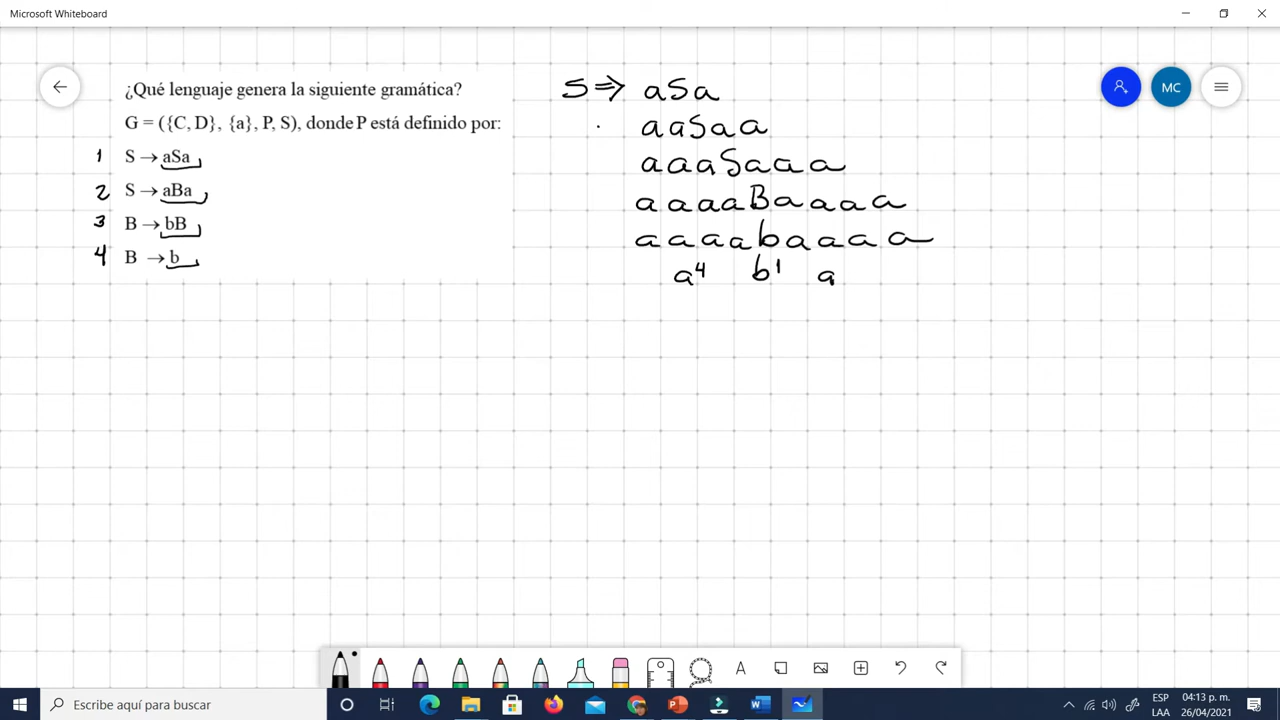 Microsoft Whiteboard
MC
¿Qué lenguaje genera la siguiente gramática?
G = ({C, D}, {a}, P, S), donde P está definido por:
1 S → aSa
2 S → aBa
3 B → bB
4 B → b
S ⇒ aSa
aaSaa
aaaSaaa
aaaaBaaaa
aaaabaaaa
a⁴ b¹ a
Escribe aquí para buscar
ESP
LAA
04:13 p. m.
26/04/2021